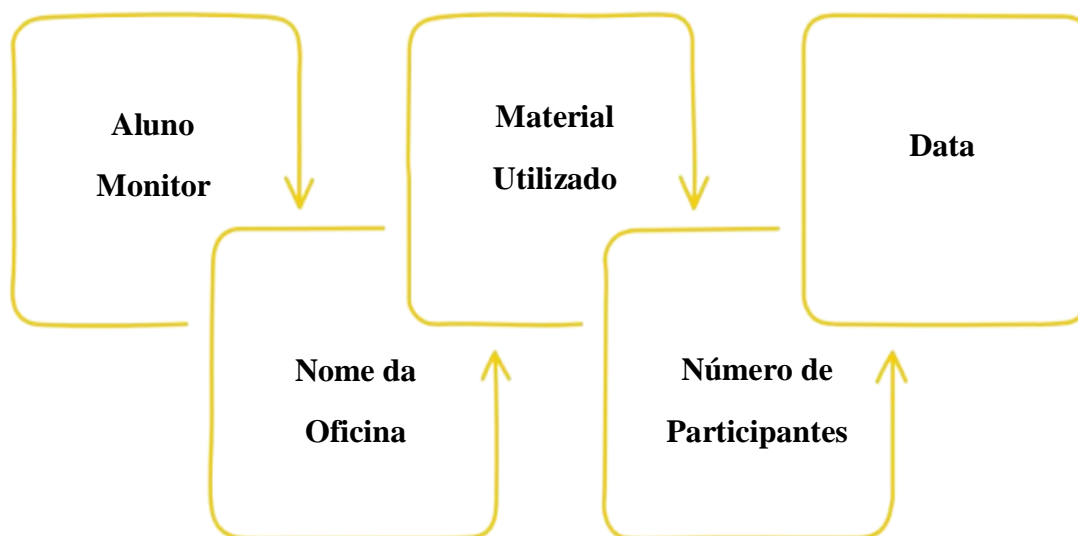 Aluno
Monitor
Nome da
Oficina
Material
Utilizado
Número de
Participantes
Data